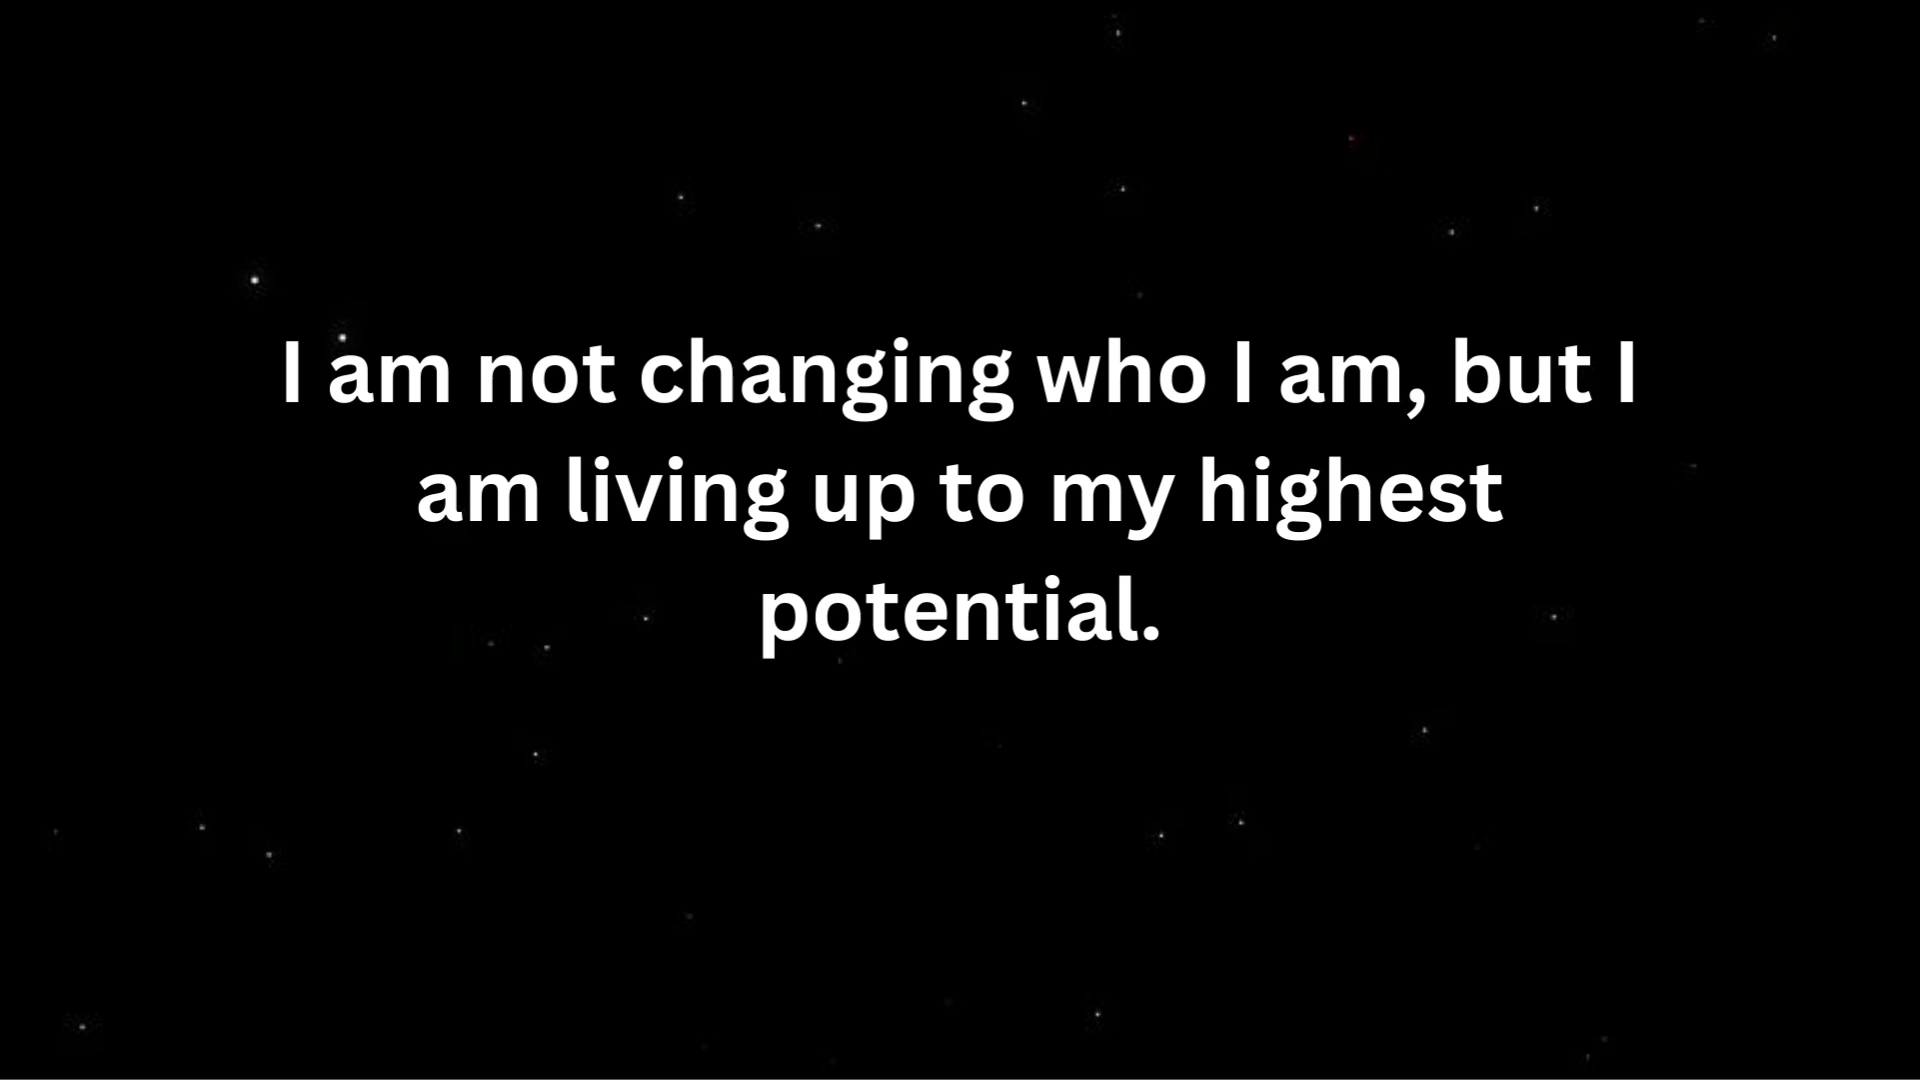 I am not changing who I am, but I
am living up to my highest
potential.